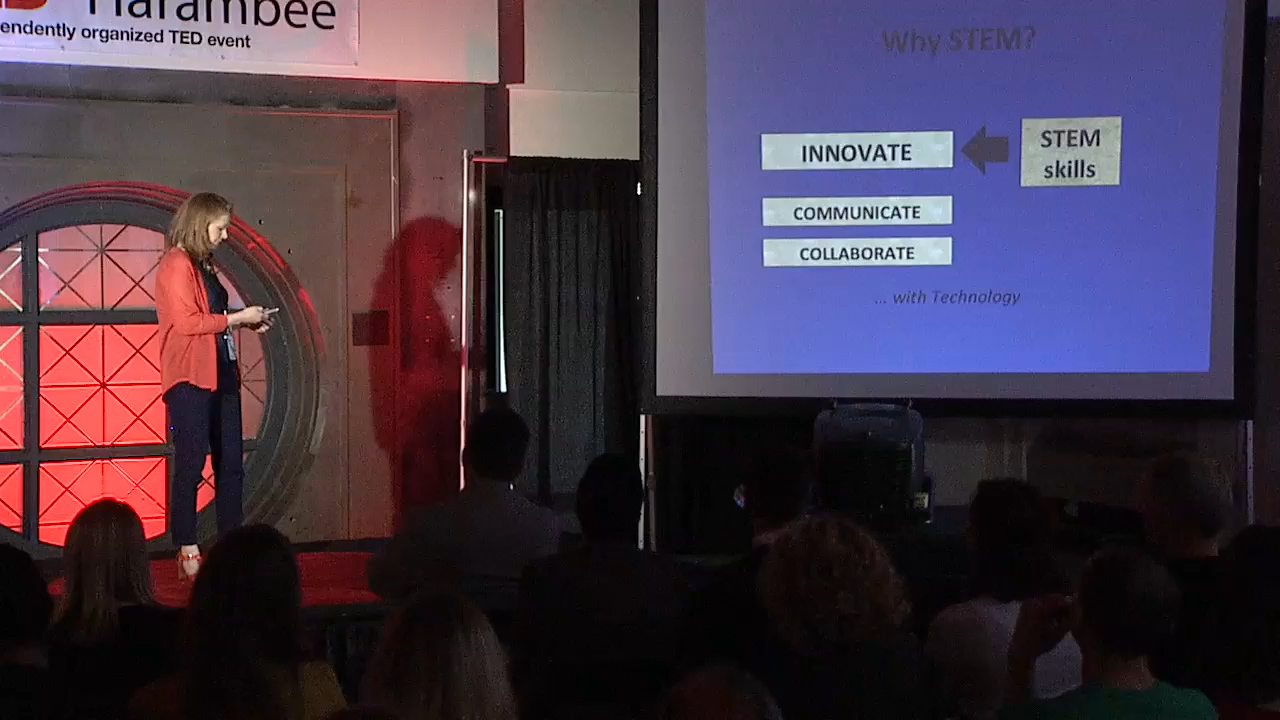 Harambee
endently organized TED event
Why STEM?
INNOVATE
STEM
skills
COMMUNICATE
COLLABORATE
... with Technology